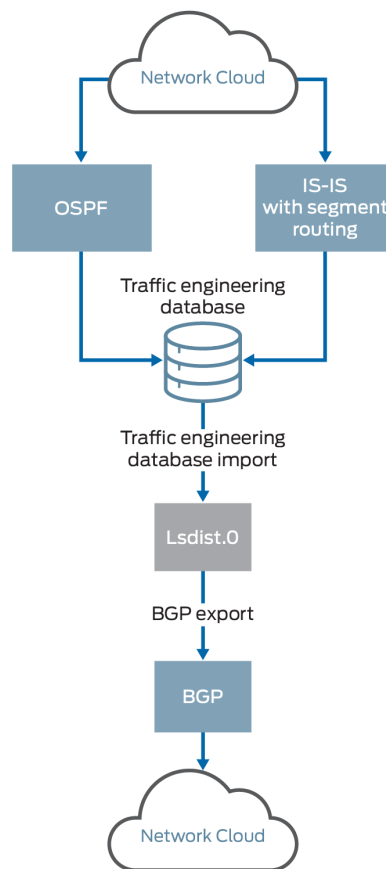 Network Cloud
OSPF
IS-IS
with segment
routing
Traffic engineering
database
Traffic engineering
database import
Lsdist.0
BGP export
BGP
Network Cloud